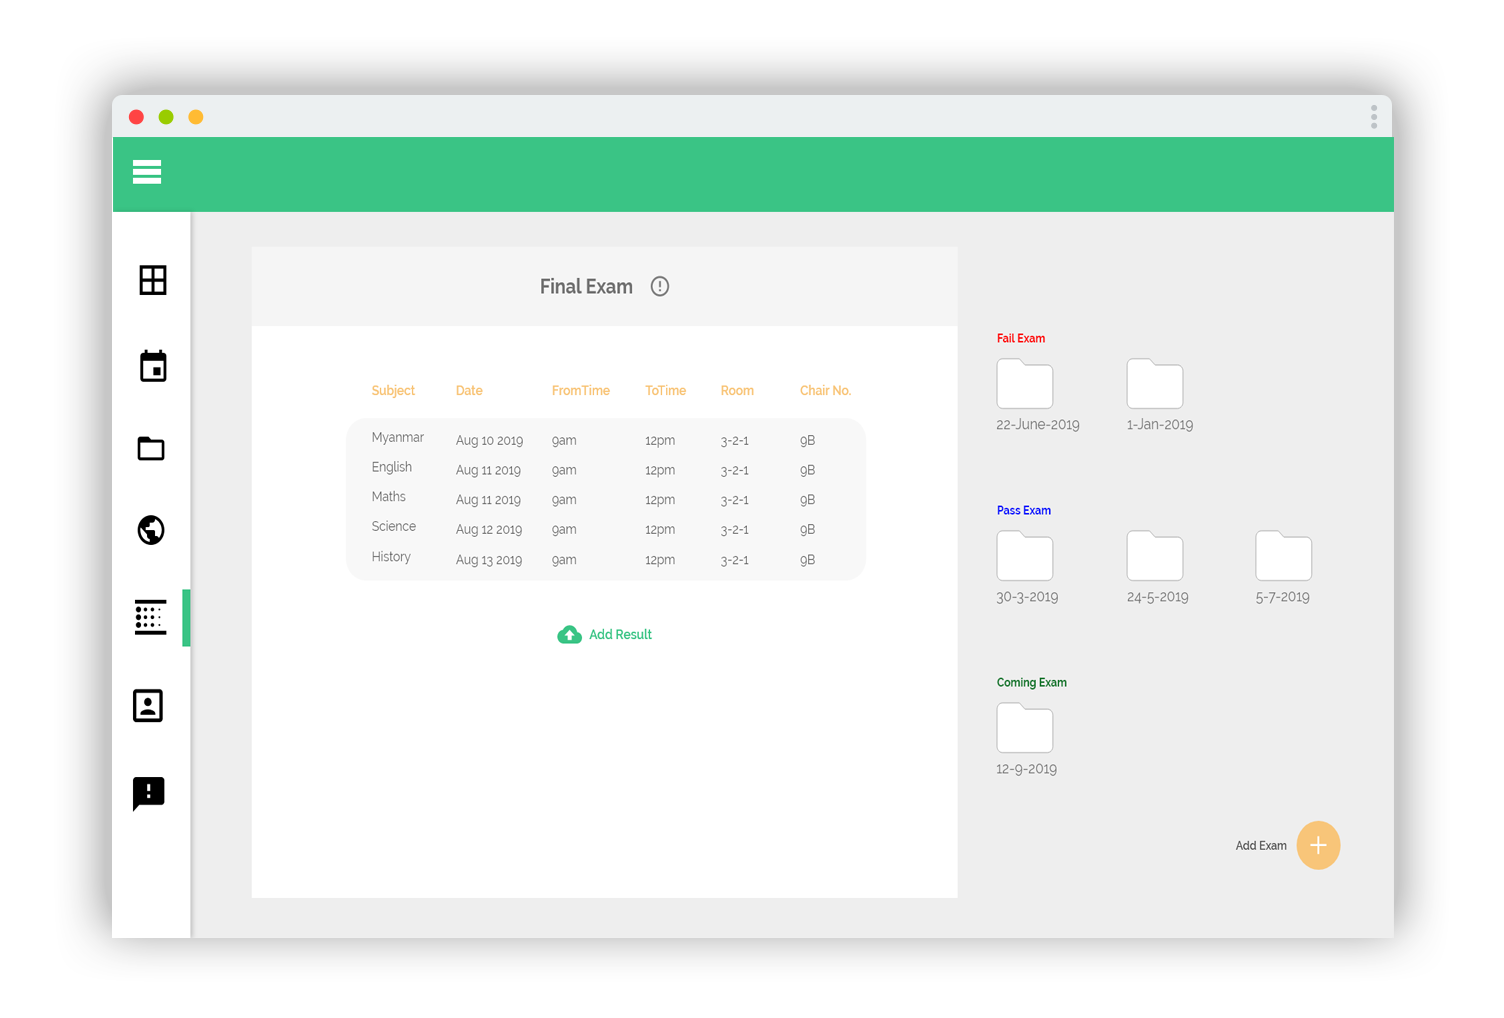 Final Exam
Subject Date FromTime ToTime Room Chair No.
Myanmar Aug 10 2019 9am 12pm 3-2-1 9B
English Aug 11 2019 9am 12pm 3-2-1 9B
Maths Aug 11 2019 9am 12pm 3-2-1 9B
Science Aug 12 2019 9am 12pm 3-2-1 9B
History Aug 13 2019 9am 12pm 3-2-1 9B
Add Result
Fail Exam
22-June-2019 1-Jan-2019
Pass Exam
30-3-2019 24-5-2019 5-7-2019
Coming Exam
12-9-2019
Add Exam